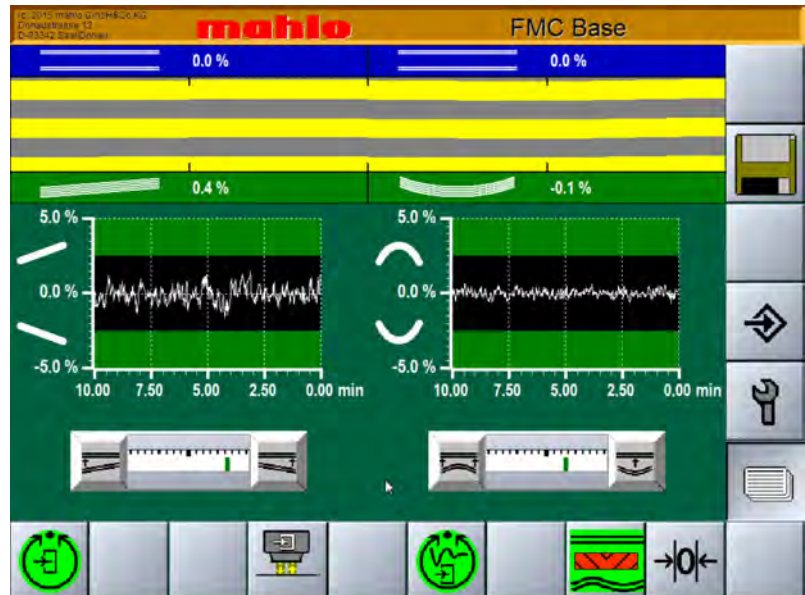 (c) 2015 mahlo GmbH&Co.KG
Donaustrasse 12
D-93342 Saal/Donau
mahlo
FMC Base
0.0 % 0.0 %
0.4 % -0.1 %
5.0 % 5.0 %
0.0 % 0.0 %
-5.0 % -5.0 %
10.00 7.50 5.00 2.50 0.00 min 10.00 7.50 5.00 2.50 0.00 min
0